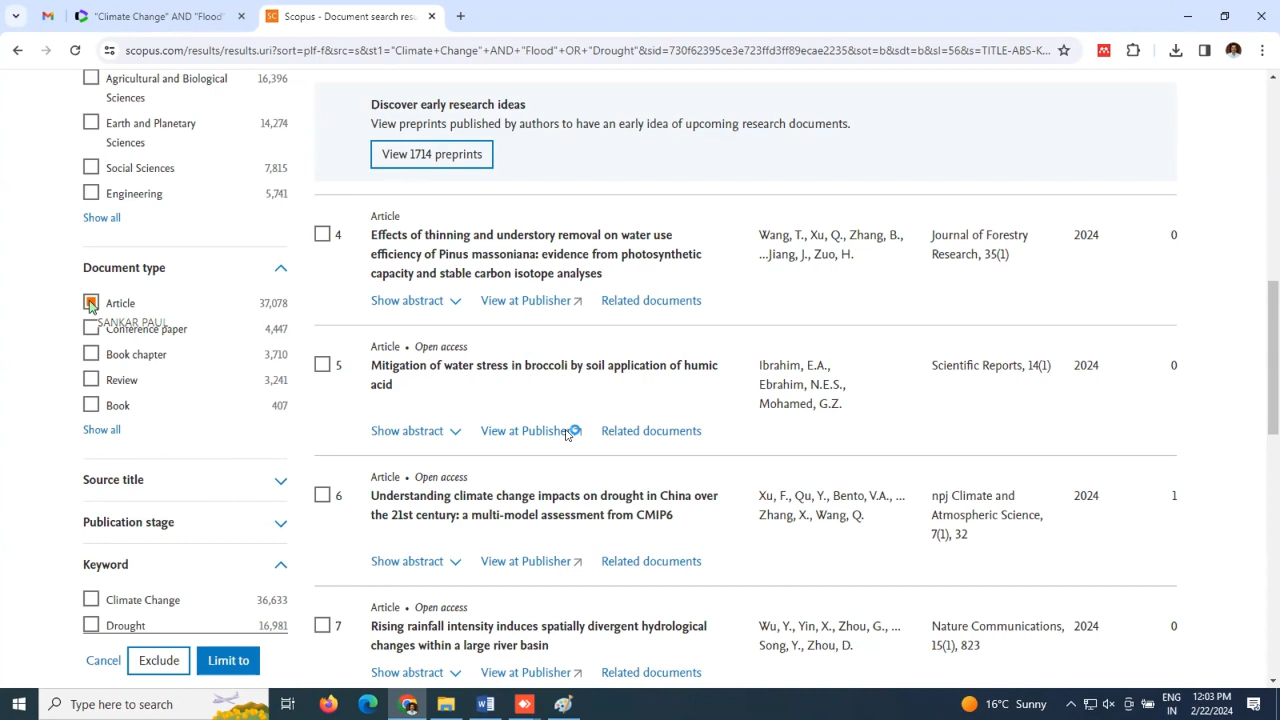 "Climate Change" AND "Flood"
Scopus - Document search resu
scopus.com/results/results.uri?sort=plf-f&src=s&st1="Climate+Change"+AND+"Flood"+OR+"Drought"&sid=730f62395ce3e723ffd3ff89ecae2235&sot=b&sdt=b&sl=56&s=TITLE-ABS-K...
Agricultural and Biological 16,396
Sciences
Earth and Planetary 14,274
Sciences
Social Sciences 7,815
Engineering 5,741
Show all
Document type
Article 37,078
SANKAR PAUL
Conference paper 4,447
Book chapter 3,710
Review 3,241
Book 407
Show all
Source title
Publication stage
Keyword
Climate Change 36,633
Drought 16,981
Cancel Exclude Limit to
Discover early research ideas
View preprints published by authors to have an early idea of upcoming research documents.
View 1714 preprints
Article
4 Effects of thinning and understory removal on water use Wang, T., Xu, Q., Zhang, B., Journal of Forestry 2024 0
efficiency of Pinus massoniana: evidence from photosynthetic ...Jiang, J., Zuo, H. Research, 35(1)
capacity and stable carbon isotope analyses
Show abstract View at Publisher Related documents
Article • Open access
5 Mitigation of water stress in broccoli by soil application of humic Ibrahim, E.A., Scientific Reports, 14(1) 2024 0
acid Ebrahim, N.E.S.,
Mohamed, G.Z.
Show abstract View at Publisher Related documents
Article • Open access
6 Understanding climate change impacts on drought in China over Xu, F., Qu, Y., Bento, V.A., ... npj Climate and 2024 1
the 21st century: a multi-model assessment from CMIP6 Zhang, X., Wang, Q. Atmospheric Science,
7(1), 32
Show abstract View at Publisher Related documents
Article • Open access
7 Rising rainfall intensity induces spatially divergent hydrological Wu, Y., Yin, X., Zhou, G., ... Nature Communications, 2024 0
changes within a large river basin Song, Y., Zhou, D. 15(1), 823
Show abstract View at Publisher Related documents
Type here to search
16°C Sunny
ENG 12:03 PM
IN 2/22/2024